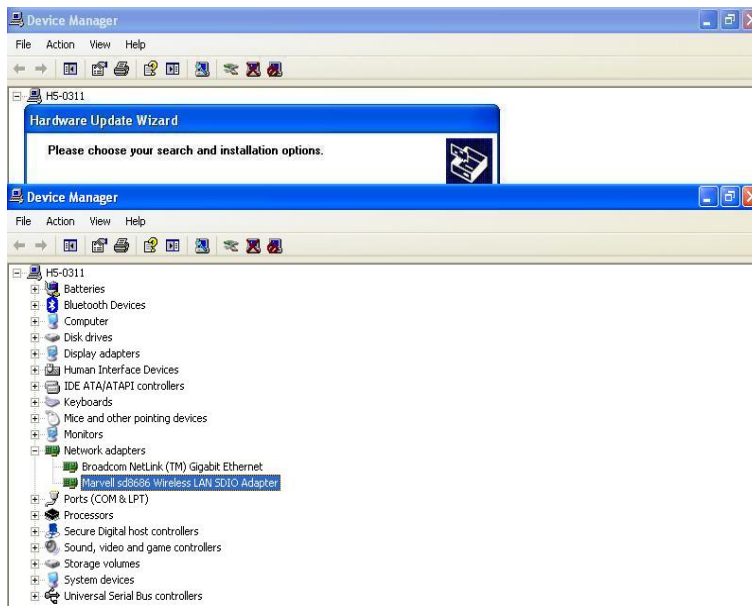 Device Manager
File Action View Help
H5-0311
Hardware Update Wizard
Please choose your search and installation options.
Device Manager
File Action View Help
H5-0311
Batteries
Bluetooth Devices
Computer
Disk drives
Display adapters
Human Interface Devices
IDE ATA/ATAPI controllers
Keyboards
Mice and other pointing devices
Monitors
Network adapters
Broadcom NetLink (TM) Gigabit Ethernet
Marvell sd8686 Wireless LAN SDIO Adapter
Ports (COM & LPT)
Processors
Secure Digital host controllers
Sound, video and game controllers
Storage volumes
System devices
Universal Serial Bus controllers